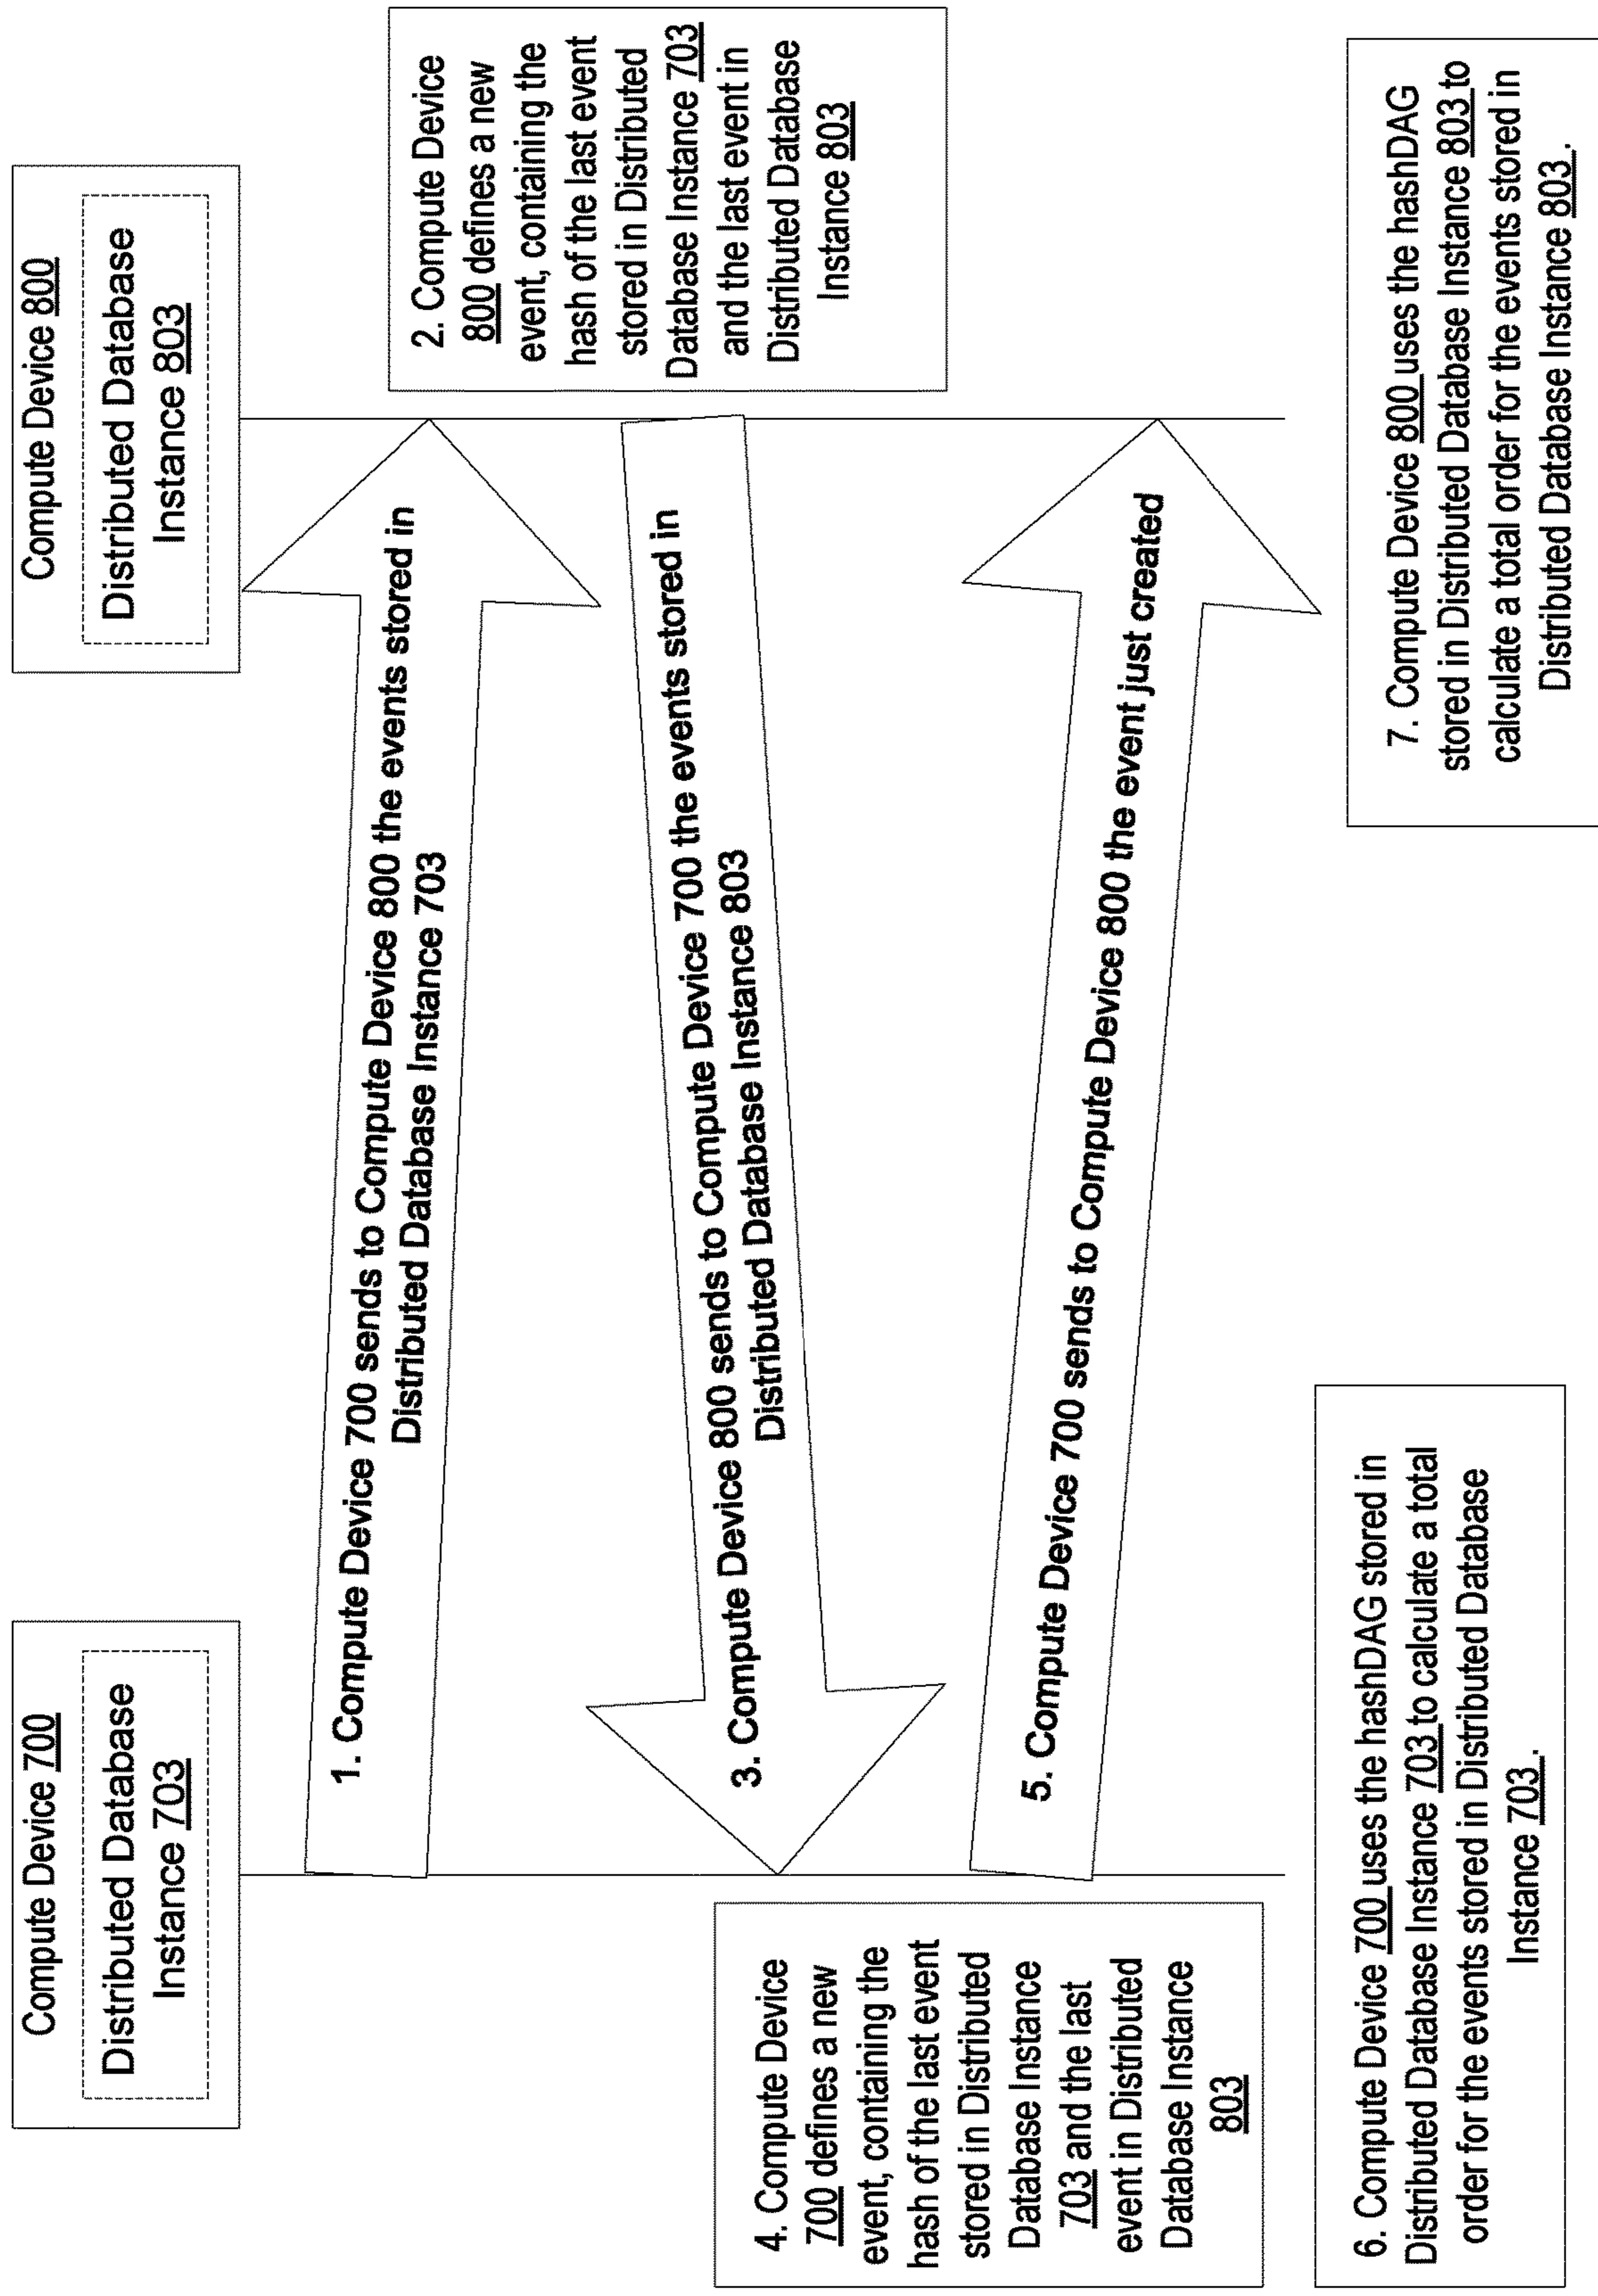 Compute Device 700
Distributed Database
Instance 703
Compute Device 800
Distributed Database
Instance 803
1. Compute Device 700 sends to Compute Device 800 the events stored in
Distributed Database Instance 703
2. Compute Device
800 defines a new
event, containing the
hash of the last event
stored in Distributed
Database Instance 703
and the last event in
Distributed Database
Instance 803
3. Compute Device 800 sends to Compute Device 700 the events stored in
Distributed Database Instance 803
4. Compute Device
700 defines a new
event, containing the
hash of the last event
stored in Distributed
Database Instance
703 and the last
event in Distributed
Database Instance
803
5. Compute Device 700 sends to Compute Device 800 the event just created
6. Compute Device 700 uses the hashDAG stored in
Distributed Database Instance 703 to calculate a total
order for the events stored in Distributed Database
Instance 703.
7. Compute Device 800 uses the hashDAG
stored in Distributed Database Instance 803 to
calculate a total order for the events stored in
Distributed Database Instance 803.